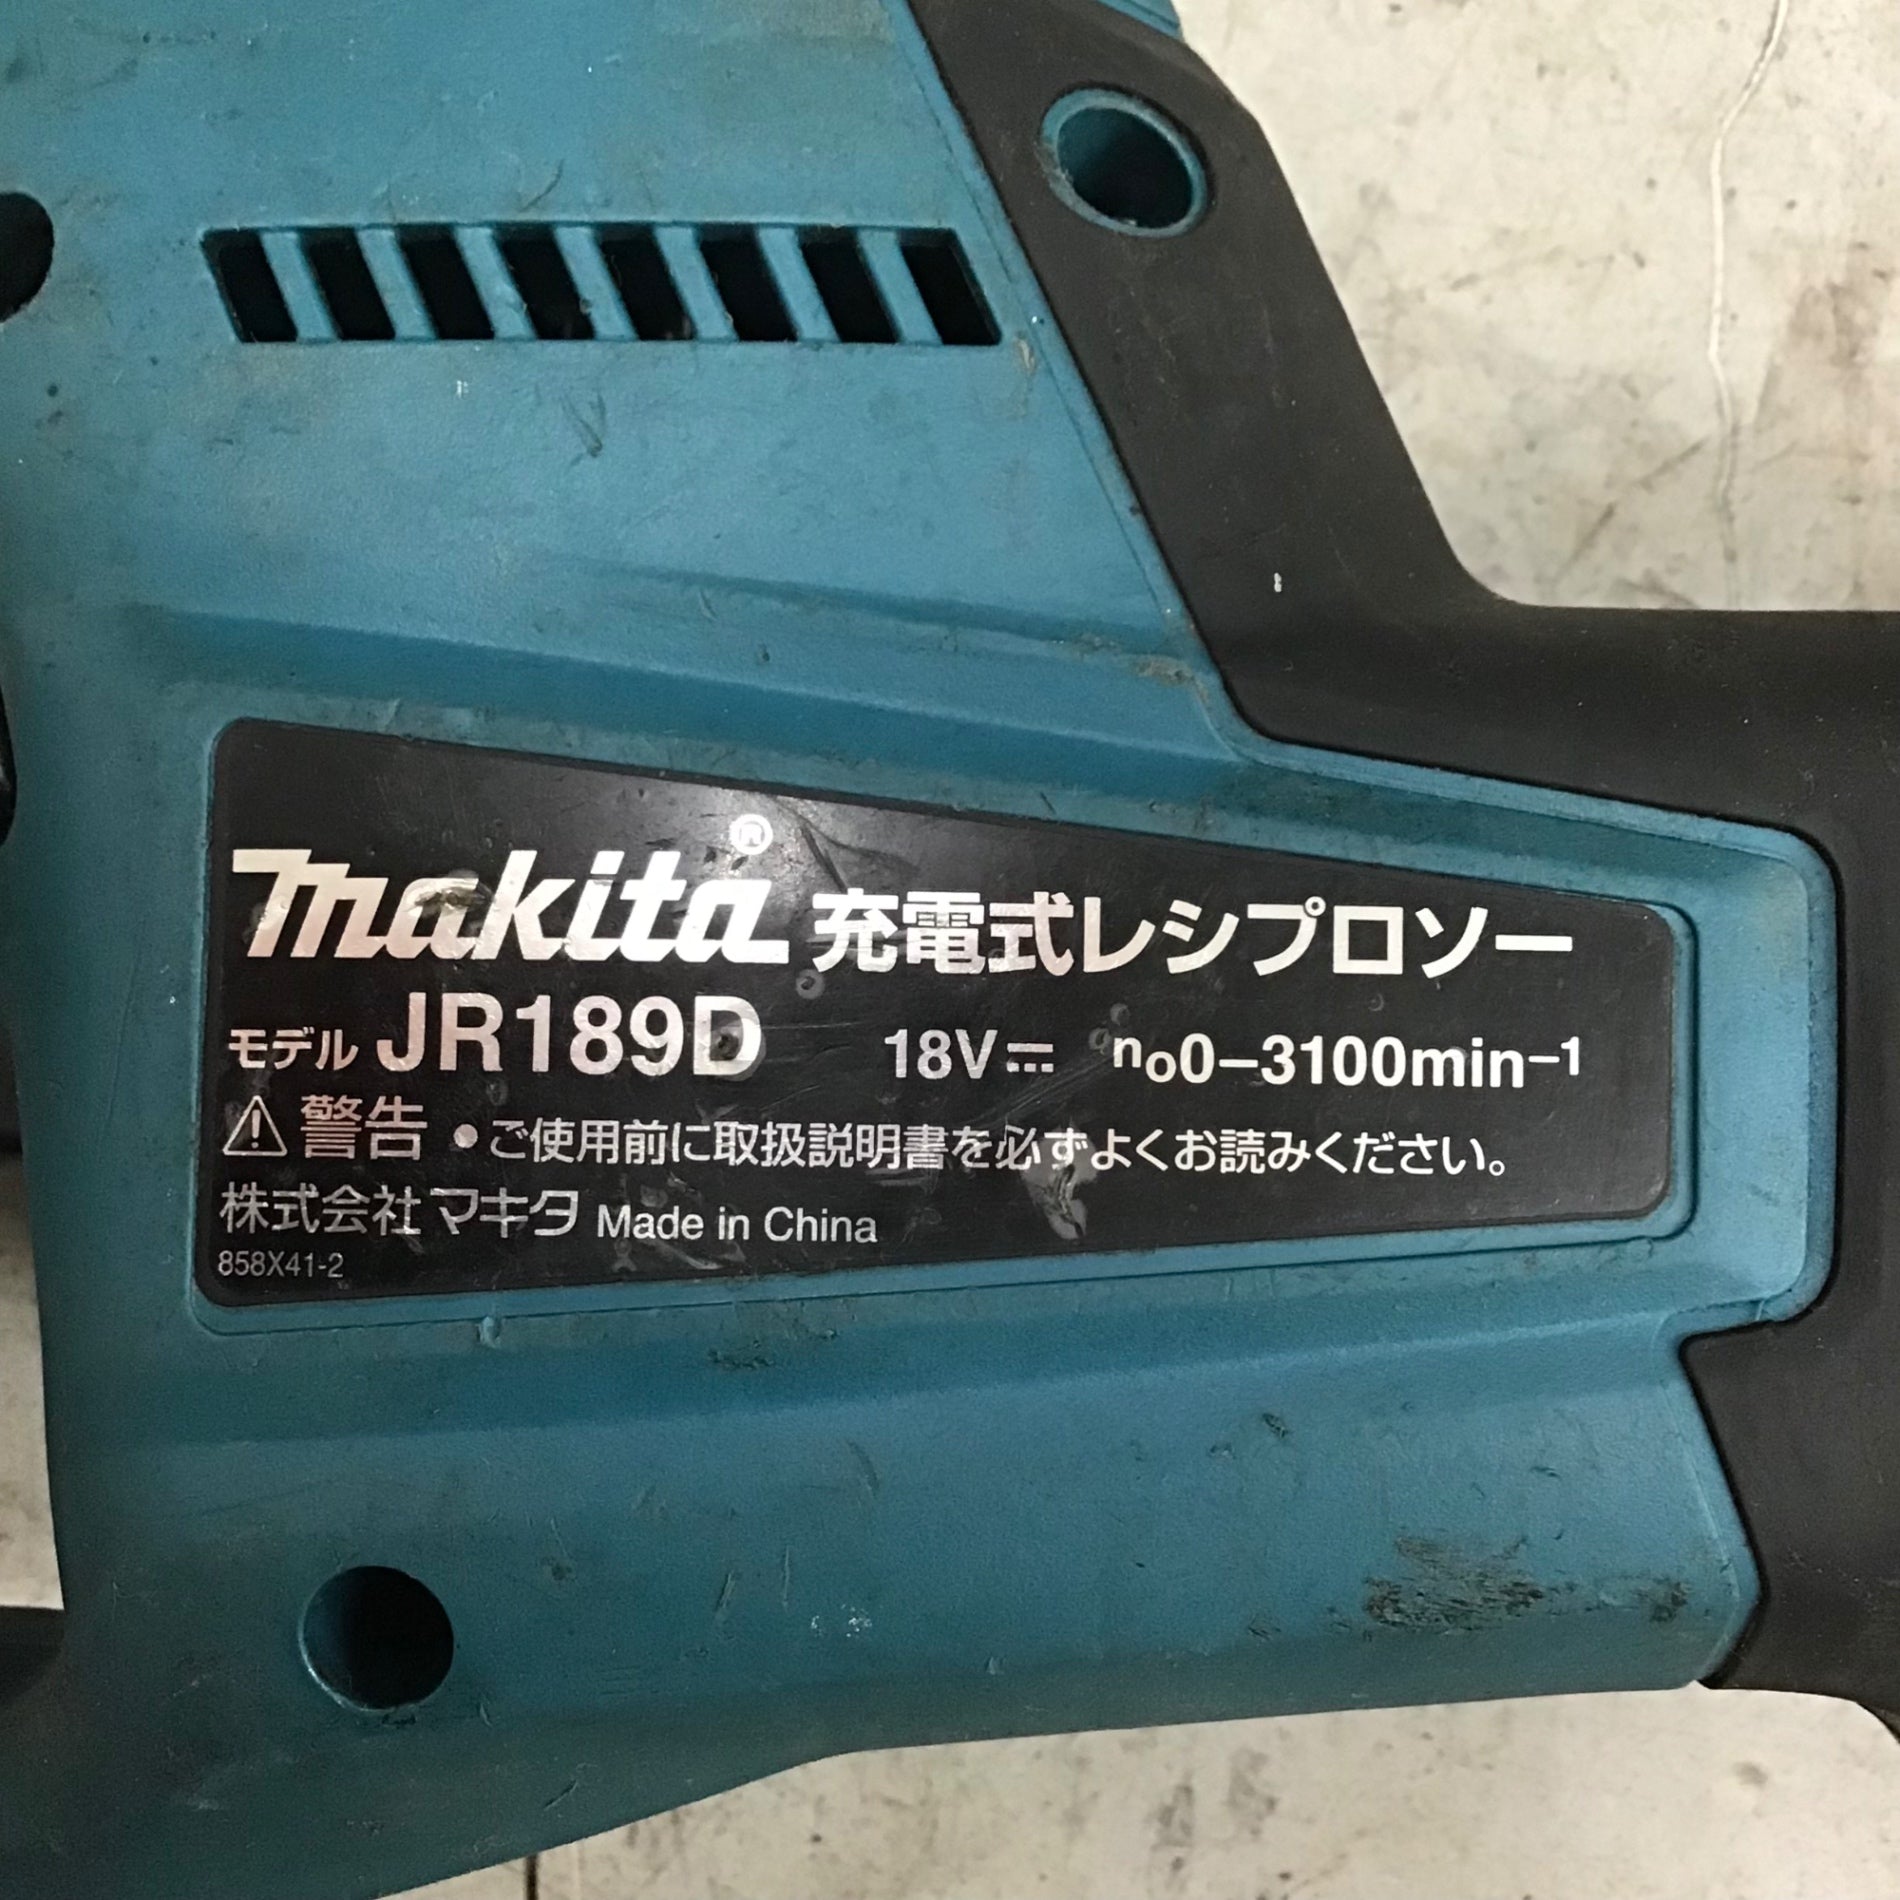 makita® 充電式レシプロソー
モデル JR189D 18V⎓ no0–3100min–1
⚠警告 ●ご使用前に取扱説明書を必ずよくお読みください。
株式会社マキタ Made in China
858X41-2